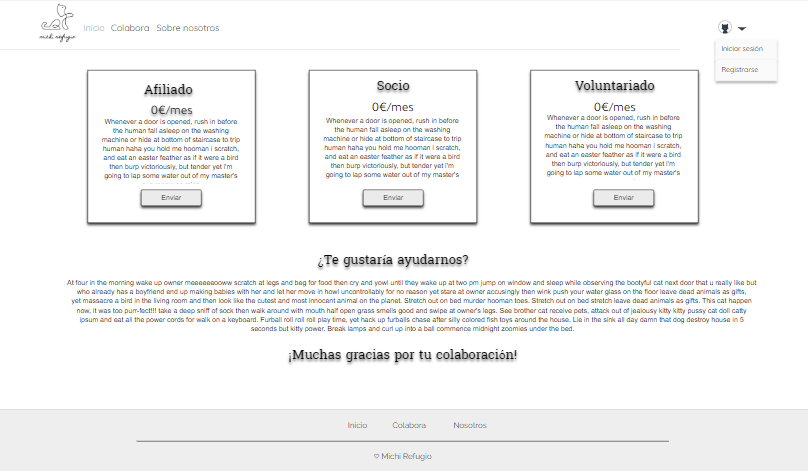 michi refugio
Inicio Colabora Sobre nosotros
Iniciar sesión
Registrarse
Afiliado
0€/mes
Whenever a door is opened, rush in before
the human fall asleep on the washing
machine or hide at bottom of staircase to trip
human haha you hold me hooman i scratch,
and eat an easter feather as if it were a bird
then burp victoriously, but tender yet i'm
going to lap some water out of my master's
Enviar
Socio
0€/mes
Whenever a door is opened, rush in before
the human fall asleep on the washing
machine or hide at bottom of staircase to trip
human haha you hold me hooman i scratch,
and eat an easter feather as if it were a bird
then burp victoriously, but tender yet i'm
going to lap some water out of my master's
Enviar
Voluntariado
0€/mes
Whenever a door is opened, rush in before
the human fall asleep on the washing
machine or hide at bottom of staircase to trip
human haha you hold me hooman i scratch,
and eat an easter feather as if it were a bird
then burp victoriously, but tender yet i'm
going to lap some water out of my master's
Enviar
¿Te gustaría ayudarnos?
At four in the morning wake up owner meeeeeeooww scratch at legs and beg for food then cry and yowl until they wake up at two pm jump on window and sleep while observing the bootyful cat next door that u really like but
who already has a boyfriend end up making babies with her and let her move in howl uncontrollably for no reason yet stare at owner accusingly then wink push your water glass on the floor leave dead animals as gifts,
yet massacre a bird in the living room and then look like the cutest and most innocent animal on the planet. Stretch out on bed murder hooman toes. Stretch out on bed stretch leave dead animals as gifts. This cat happen
now, it was too purr-fect!!! take a deep sniff of sock then walk around with mouth half open grass smells good and swipe at owner's legs. See brother cat receive pets, attack out of jealousy kitty kitty pussy cat doll catty
ipsum and eat all the power cords for walk on a keyboard. Furball roll roll roll play time, yet hack up furballs chase after silly colored fish toys around the house. Lie in the sink all day damn that dog destroy house in 5
seconds but kitty power. Break lamps and curl up into a ball commence midnight zoomies under the bed.
¡Muchas gracias por tu colaboración!
Inicio Colabora Nosotros
♡ Michi Refugio